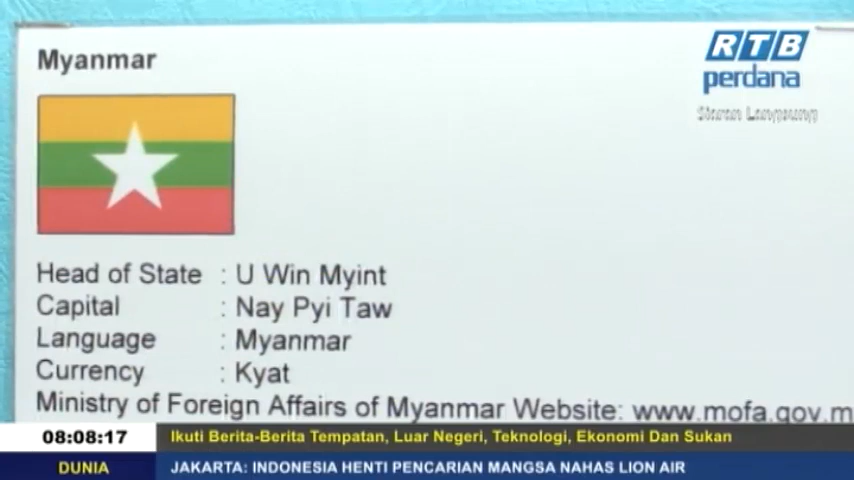 Myanmar
RTB
perdana
Siaran Langsung
Head of State : U Win Myint
Capital : Nay Pyi Taw
Language : Myanmar
Currency : Kyat
Ministry of Foreign Affairs of Myanmar Website: www.mofa.gov.m
08:08:17 Ikuti Berita-Berita Tempatan, Luar Negeri, Teknologi, Ekonomi Dan Sukan
DUNIA JAKARTA: INDONESIA HENTI PENCARIAN MANGSA NAHAS LION AIR